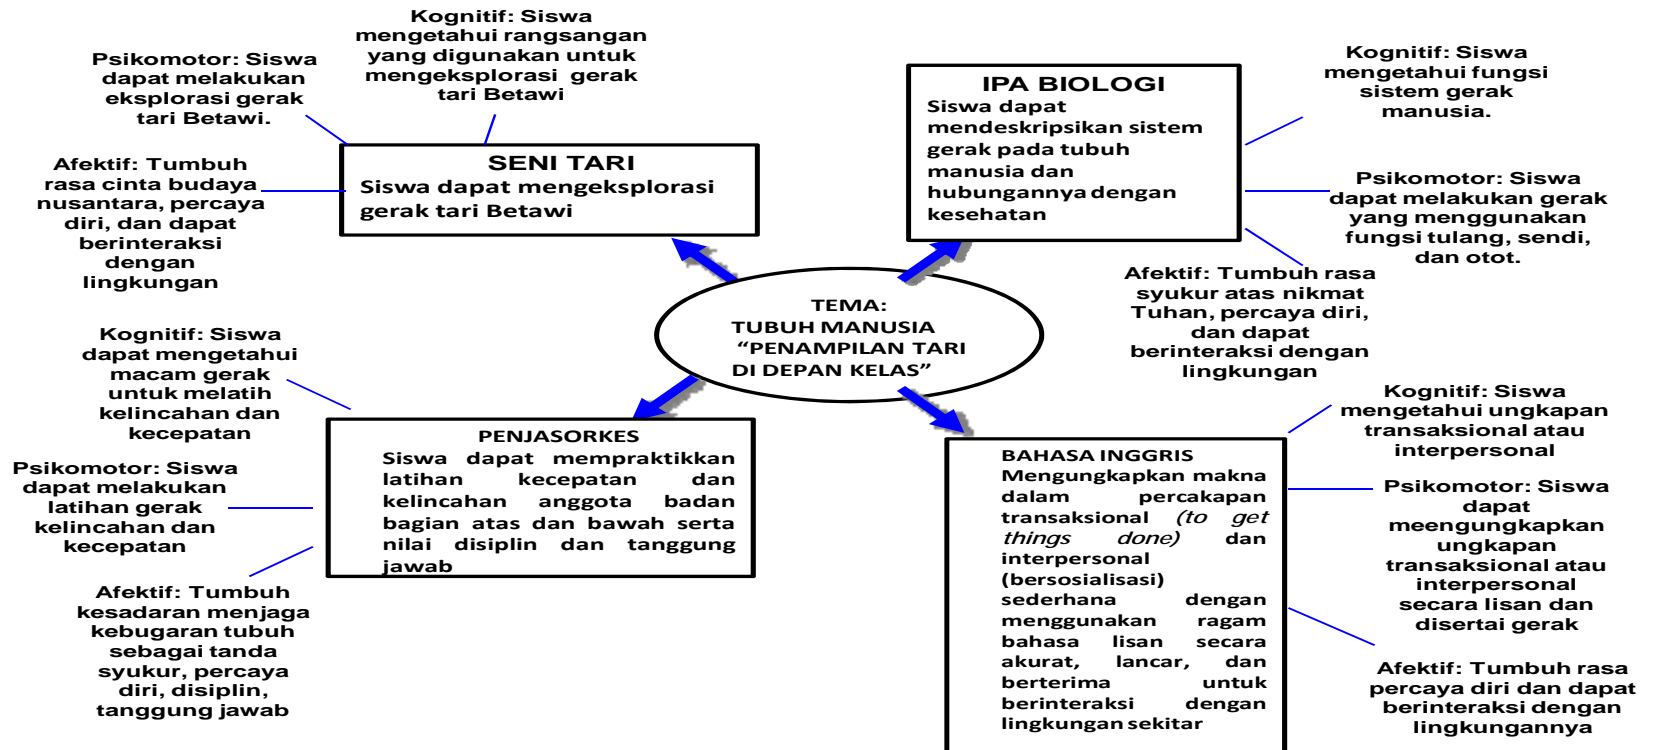 Kognitif: Siswa
mengetahui rangsangan
yang digunakan untuk
mengeksplorasi gerak
tari Betawi
Psikomotor: Siswa
dapat melakukan
eksplorasi gerak
tari Betawi.
Afektif: Tumbuh
rasa cinta budaya
nusantara, percaya
diri, dan dapat
berinteraksi
dengan
lingkungan
SENI TARI
Siswa dapat mengeksplorasi
gerak tari Betawi
IPA BIOLOGI
Siswa dapat
mendeskripsikan sistem
gerak pada tubuh
manusia dan
hubungannya dengan
kesehatan
Kognitif: Siswa
mengetahui fungsi
sistem gerak
manusia.
Psikomotor: Siswa
dapat melakukan gerak
yang menggunakan
fungsi tulang, sendi,
dan otot.
Afektif: Tumbuh rasa
syukur atas nikmat
Tuhan, percaya diri,
dan dapat
berinteraksi dengan
lingkungan
TEMA:
TUBUH MANUSIA
“PENAMPILAN TARI
DI DEPAN KELAS”
Kognitif: Siswa
dapat mengetahui
macam gerak
untuk melatih
kelincahan dan
kecepatan
Psikomotor: Siswa
dapat melakukan
latihan gerak
kelincahan dan
kecepatan
Afektif: Tumbuh
kesadaran menjaga
kebugaran tubuh
sebagai tanda
syukur, percaya
diri, disiplin,
tanggung jawab
PENJASORKES
Siswa dapat mempraktikkan
latihan kecepatan dan
kelincahan anggota badan
bagian atas dan bawah serta
nilai disiplin dan tanggung
jawab
BAHASA INGGRIS
Mengungkapkan makna
dalam percakapan
transaksional (to get
things done) dan
interpersonal
(bersosialisasi)
sederhana dengan
menggunakan ragam
bahasa lisan secara
akurat, lancar, dan
berterima untuk
berinteraksi dengan
lingkungan sekitar
Kognitif: Siswa
mengetahui ungkapan
transaksional atau
interpersonal
Psikomotor: Siswa
dapat
meengungkapkan
ungkapan
transaksional atau
interpersonal
secara lisan dan
disertai gerak
Afektif: Tumbuh rasa
percaya diri dan dapat
berinteraksi dengan
lingkungannya